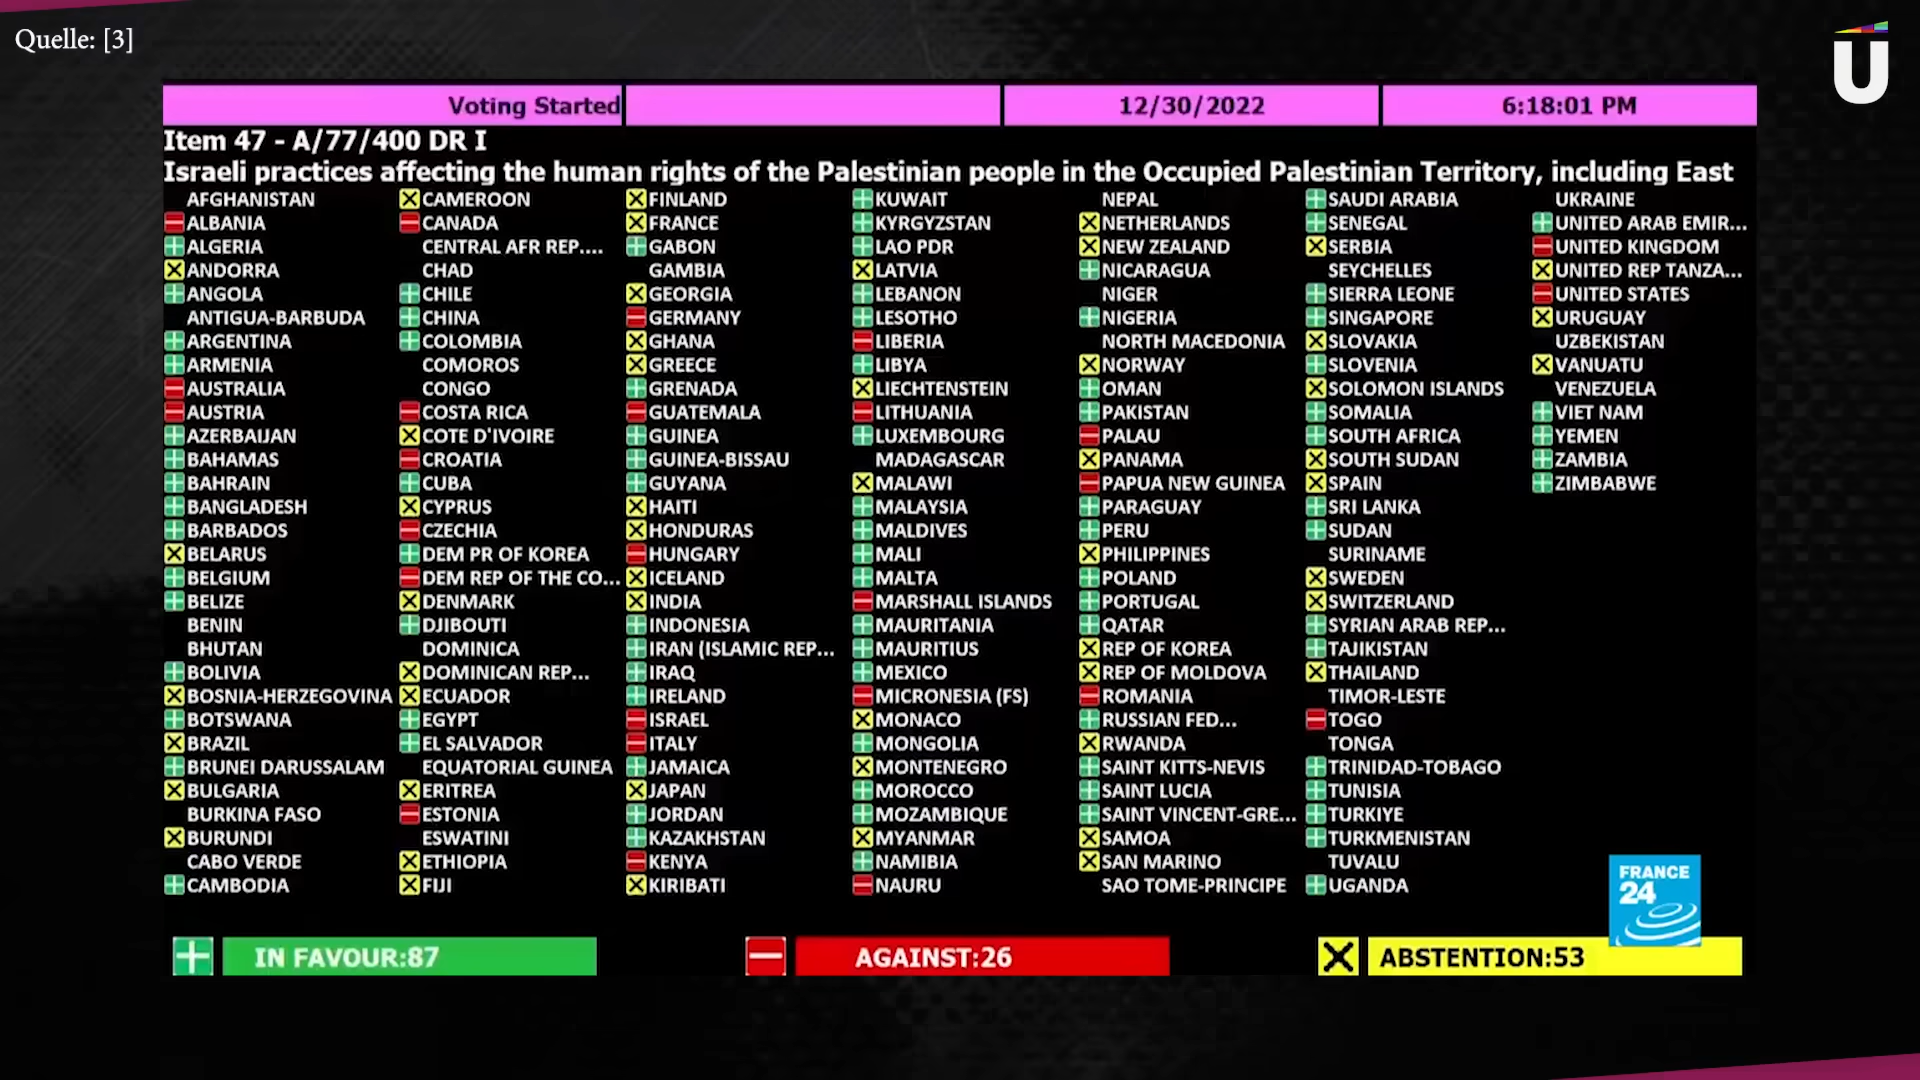 Quelle: [3]
U
Voting Started 12/30/2022 6:18:01 PM
Item 47 - A/77/400 DR I
Israeli practices affecting the human rights of the Palestinian people in the Occupied Palestinian Territory, including East
AFGHANISTAN
ALBANIA
ALGERIA
ANDORRA
ANGOLA
ANTIGUA-BARBUDA
ARGENTINA
ARMENIA
AUSTRALIA
AUSTRIA
AZERBAIJAN
BAHAMAS
BAHRAIN
BANGLADESH
BARBADOS
BELARUS
BELGIUM
BELIZE
BENIN
BHUTAN
BOLIVIA
BOSNIA-HERZEGOVINA
BOTSWANA
BRAZIL
BRUNEI DARUSSALAM
BULGARIA
BURKINA FASO
BURUNDI
CABO VERDE
CAMBODIA
CAMEROON
CANADA
CENTRAL AFR REP....
CHAD
CHILE
CHINA
COLOMBIA
COMOROS
CONGO
COSTA RICA
COTE D'IVOIRE
CROATIA
CUBA
CYPRUS
CZECHIA
DEM PR OF KOREA
DEM REP OF THE CO...
DENMARK
DJIBOUTI
DOMINICA
DOMINICAN REP...
ECUADOR
EGYPT
EL SALVADOR
EQUATORIAL GUINEA
ERITREA
ESTONIA
ESWATINI
ETHIOPIA
FIJI
FINLAND
FRANCE
GABON
GAMBIA
GEORGIA
GERMANY
GHANA
GREECE
GRENADA
GUATEMALA
GUINEA
GUINEA-BISSAU
GUYANA
HAITI
HONDURAS
HUNGARY
ICELAND
INDIA
INDONESIA
IRAN (ISLAMIC REP...
IRAQ
IRELAND
ISRAEL
ITALY
JAMAICA
JAPAN
JORDAN
KAZAKHSTAN
KENYA
KIRIBATI
KUWAIT
KYRGYZSTAN
LAO PDR
LATVIA
LEBANON
LESOTHO
LIBERIA
LIBYA
LIECHTENSTEIN
LITHUANIA
LUXEMBOURG
MADAGASCAR
MALAWI
MALAYSIA
MALDIVES
MALI
MALTA
MARSHALL ISLANDS
MAURITANIA
MAURITIUS
MEXICO
MICRONESIA (FS)
MONACO
MONGOLIA
MONTENEGRO
MOROCCO
MOZAMBIQUE
MYANMAR
NAMIBIA
NAURU
NEPAL
NETHERLANDS
NEW ZEALAND
NICARAGUA
NIGER
NIGERIA
NORTH MACEDONIA
NORWAY
OMAN
PAKISTAN
PALAU
PANAMA
PAPUA NEW GUINEA
PARAGUAY
PERU
PHILIPPINES
POLAND
PORTUGAL
QATAR
REP OF KOREA
REP OF MOLDOVA
ROMANIA
RUSSIAN FED...
RWANDA
SAINT KITTS-NEVIS
SAINT LUCIA
SAINT VINCENT-GRE...
SAMOA
SAN MARINO
SAO TOME-PRINCIPE
SAUDI ARABIA
SENEGAL
SERBIA
SEYCHELLES
SIERRA LEONE
SINGAPORE
SLOVAKIA
SLOVENIA
SOLOMON ISLANDS
SOMALIA
SOUTH AFRICA
SOUTH SUDAN
SPAIN
SRI LANKA
SUDAN
SURINAME
SWEDEN
SWITZERLAND
SYRIAN ARAB REP...
TAJIKISTAN
THAILAND
TIMOR-LESTE
TOGO
TONGA
TRINIDAD-TOBAGO
TUNISIA
TURKIYE
TURKMENISTAN
TUVALU
UGANDA
UKRAINE
UNITED ARAB EMIR...
UNITED KINGDOM
UNITED REP TANZA...
UNITED STATES
URUGUAY
UZBEKISTAN
VANUATU
VENEZUELA
VIET NAM
YEMEN
ZAMBIA
ZIMBABWE
FRANCE
24
IN FAVOUR:87
AGAINST:26
ABSTENTION:53